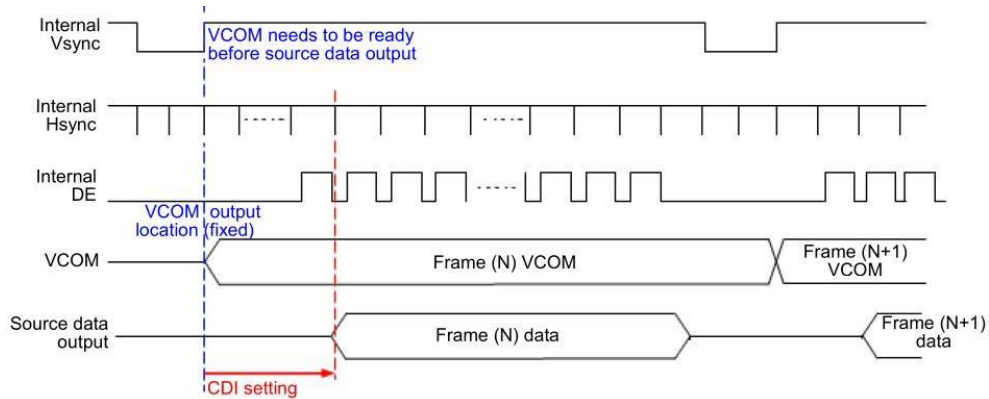 Internal
Vsync
VCOM needs to be ready
before source data output
Internal
Hsync
Internal
DE
VCOM output
location (fixed)
VCOM
Frame (N) VCOM
Frame (N+1)
VCOM
Source data
output
Frame (N) data
Frame (N+1)
data
CDI setting